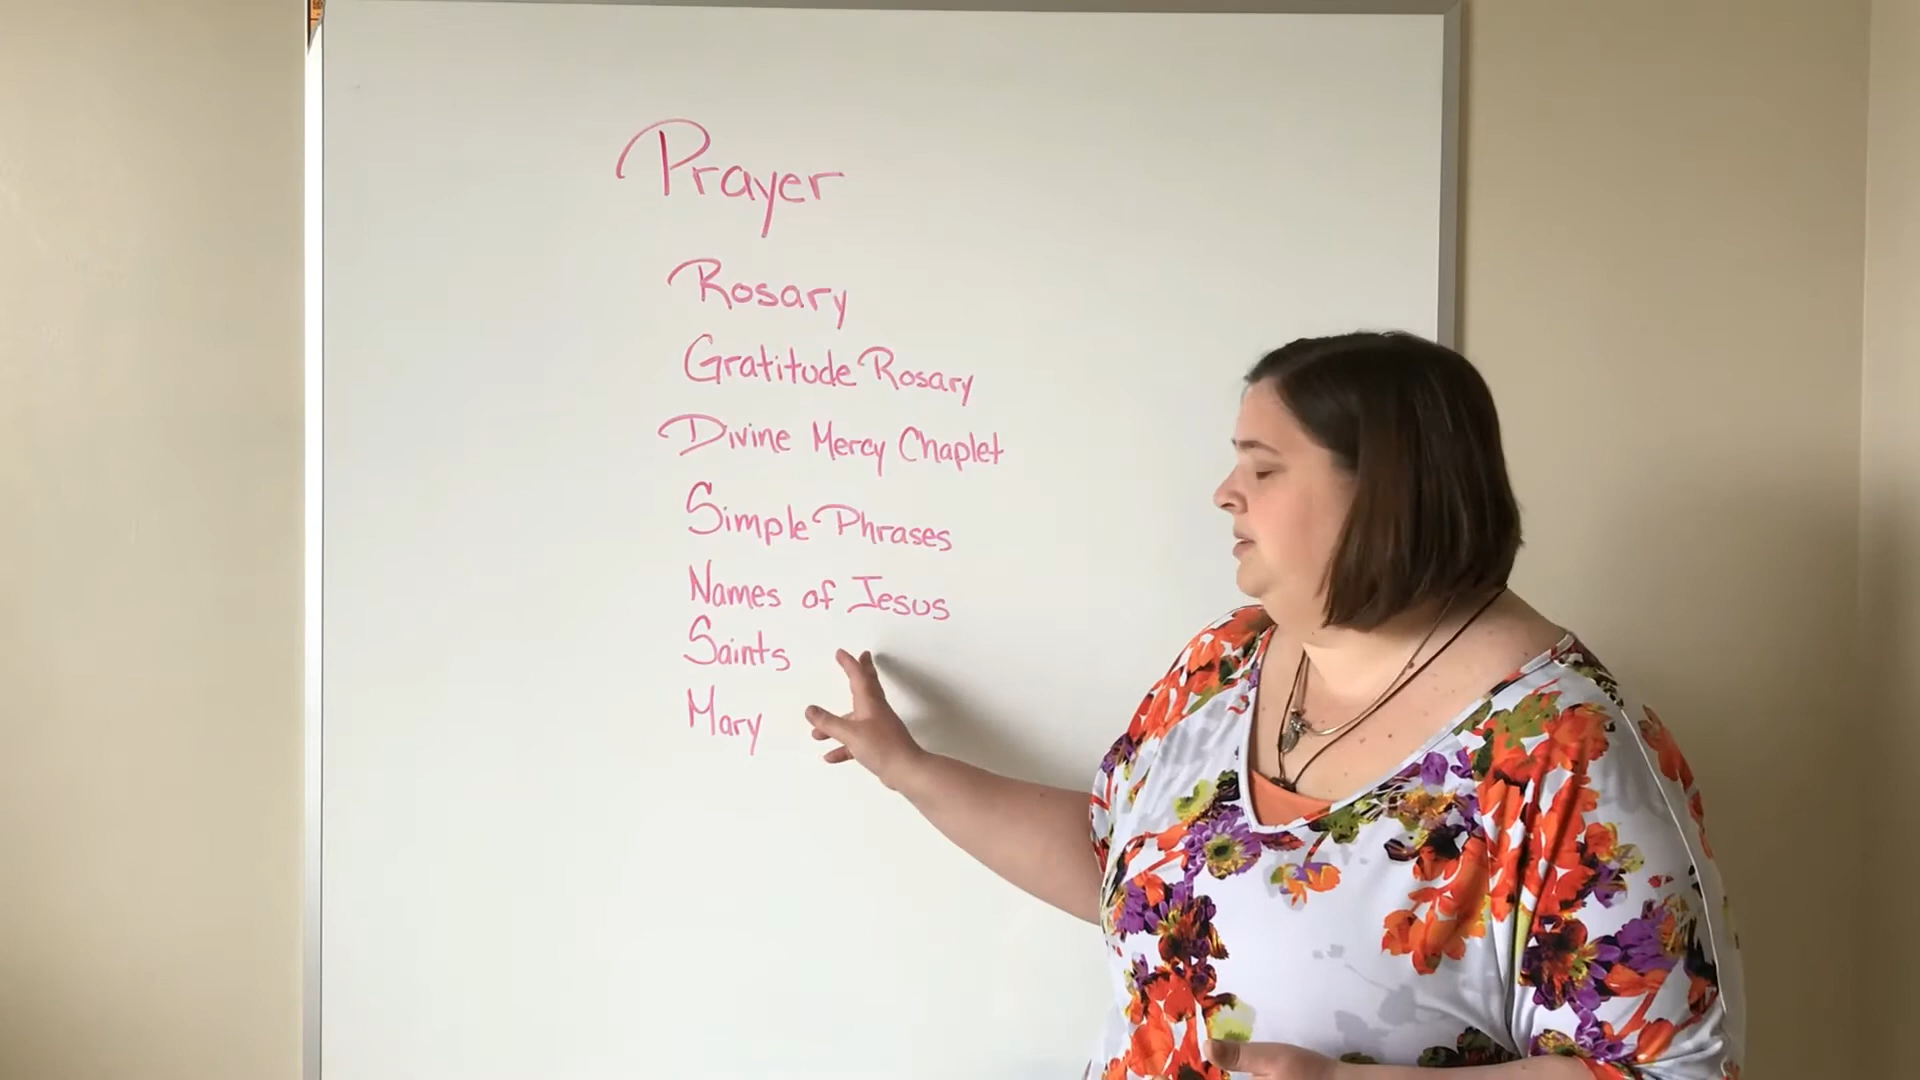 Prayer
Rosary
Gratitude Rosary
Divine Mercy Chaplet
Simple Phrases
Names of Jesus
Saints
Mary